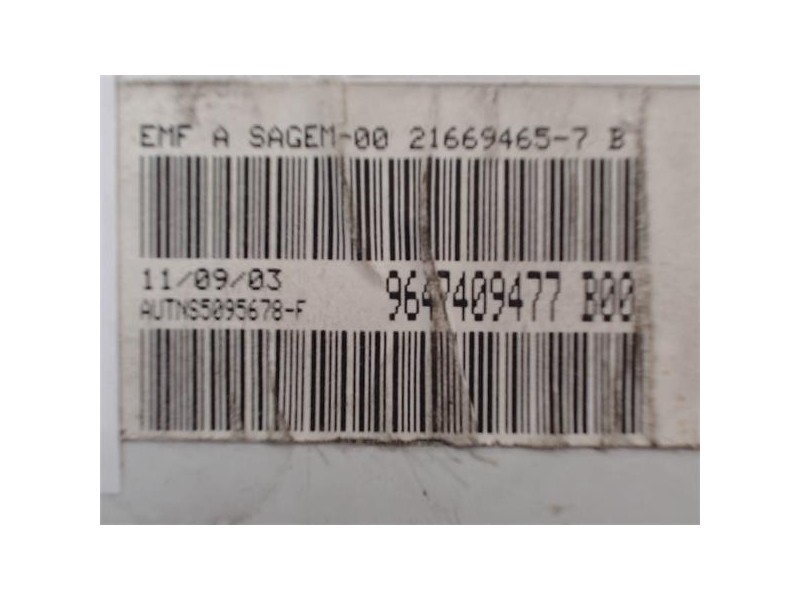 EMF A SAGEM-00 21669465-7 B
11/09/03
AUTNS5095678-F
9647409477 B00